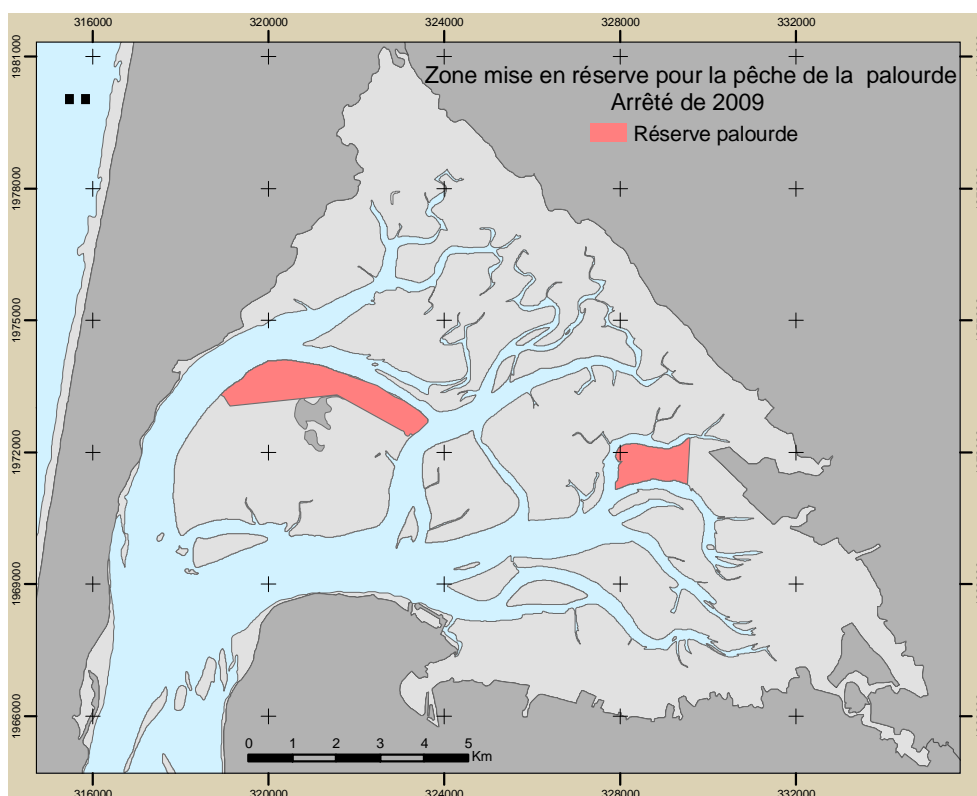 316000 320000 324000 328000 332000
1981000
1978000
1975000
1972000
1969000
1966000
Zone mise en réserve pour la pêche de la palourde
Arrêté de 2009
Réserve palourde
0 1 2 3 4 5
Km
316000 320000 324000 328000 332000